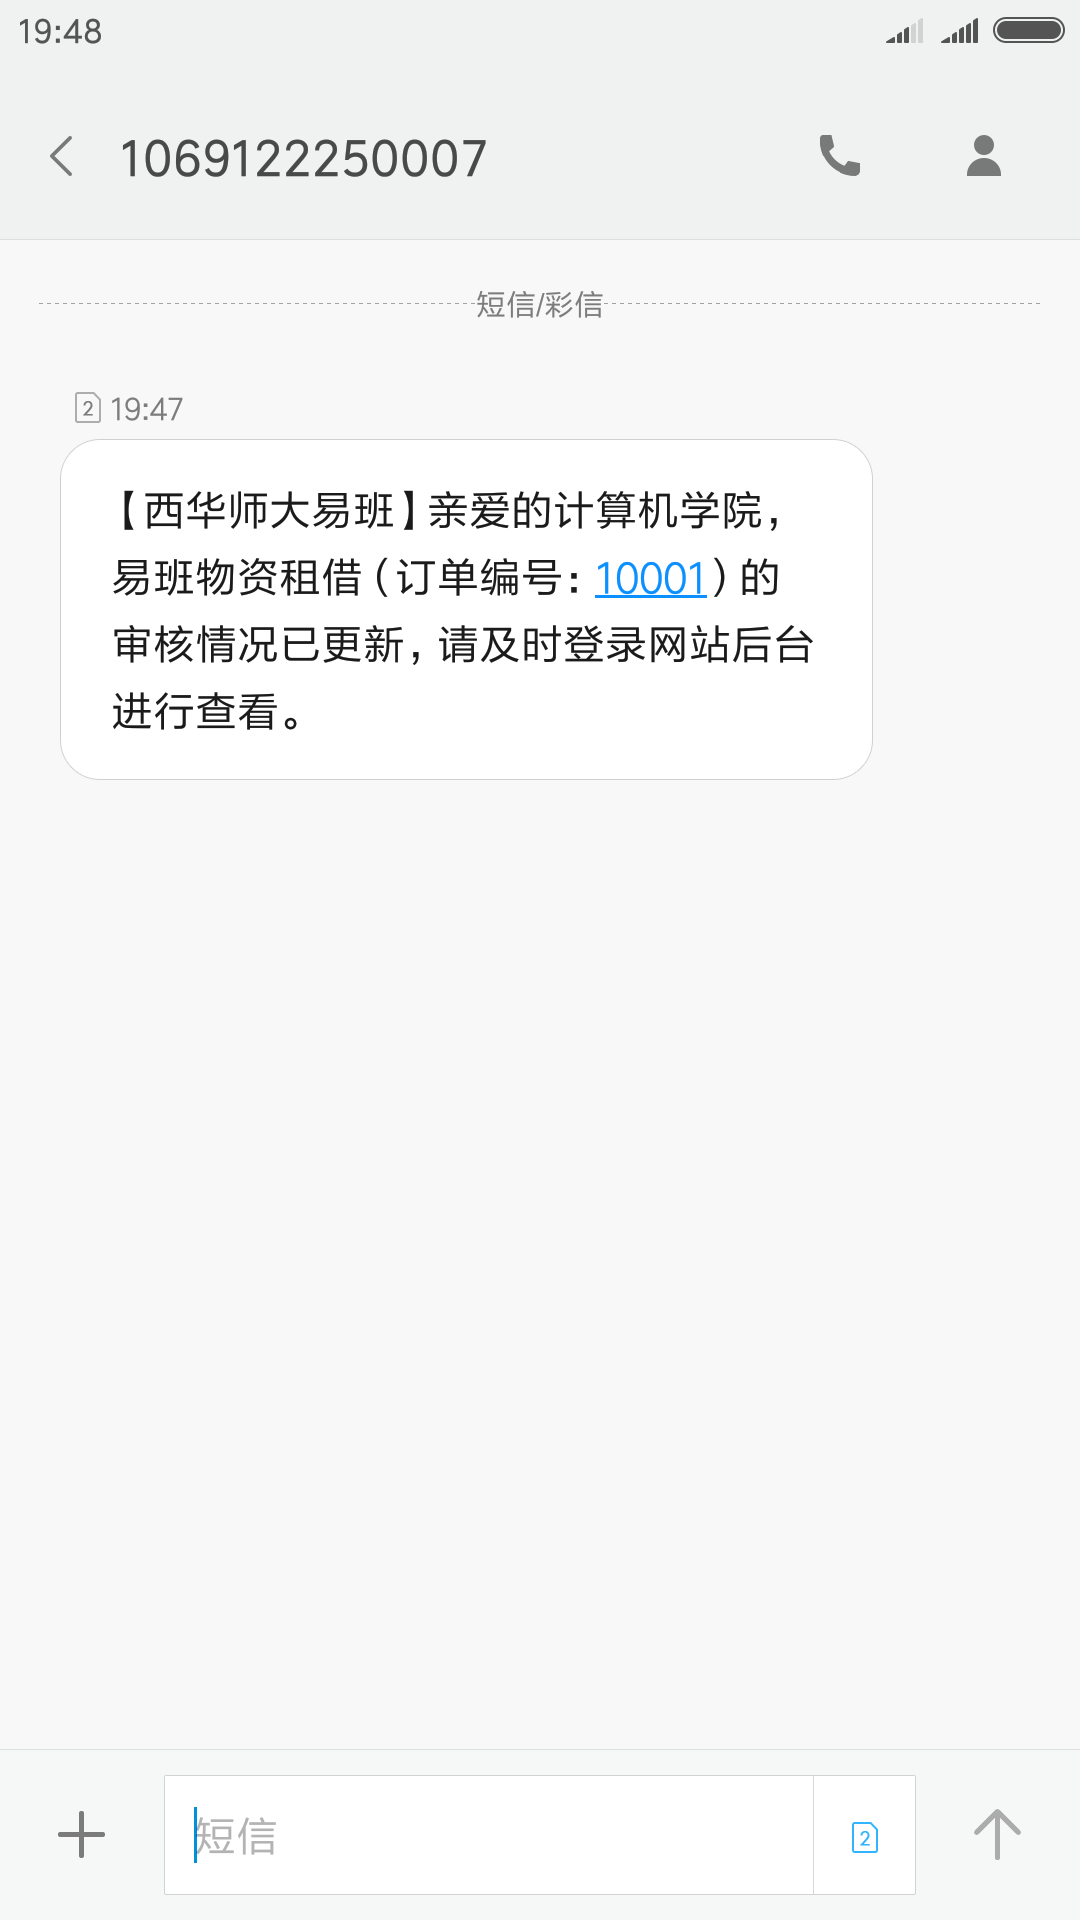 19:48
1069122250007
短信/彩信
2 19:47
【西华师大易班】亲爱的计算机学院，
易班物资租借（订单编号：10001）的
审核情况已更新，请及时登录网站后台
进行查看。
短信
2